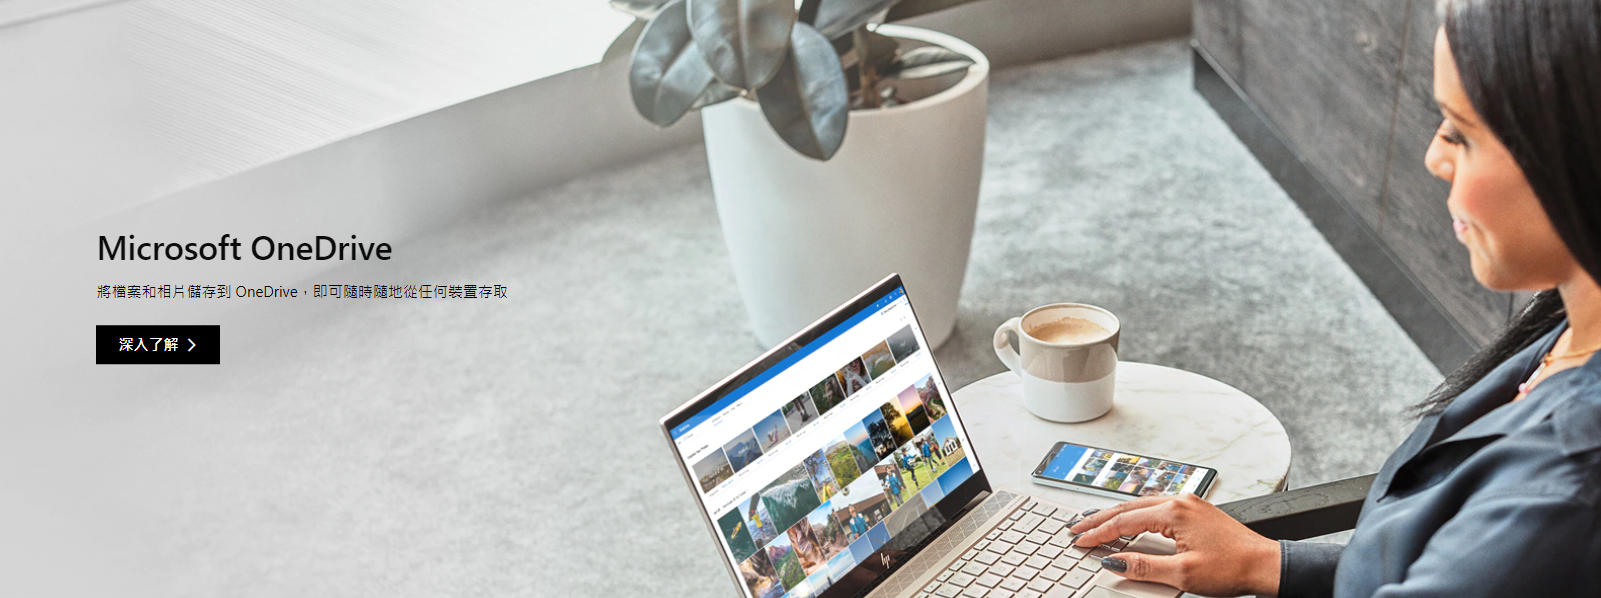 Microsoft OneDrive
將檔案和相片儲存到 OneDrive，即可隨時隨地從任何裝置存取
深入了解
hp